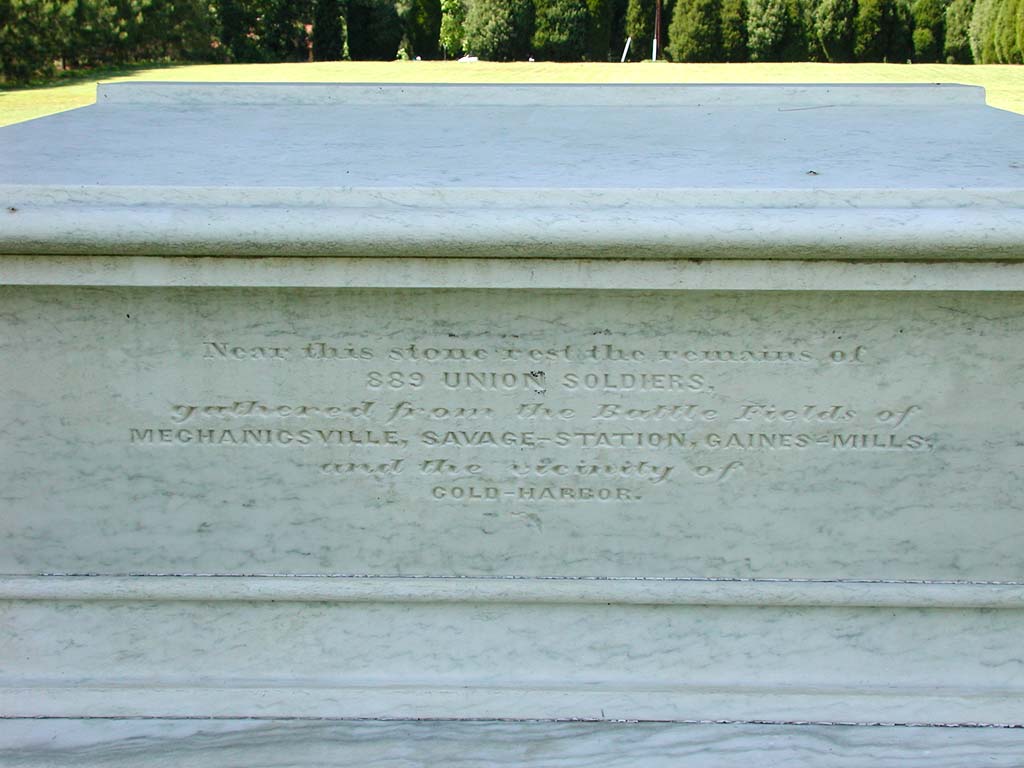 Near this stone rest the remains of
889 UNION SOLDIERS,
gathered from the Battle Fields of
MECHANICSVILLE, SAVAGE-STATION, GAINES-MILLS,
and the vicinity of
COLD-HARBOR.